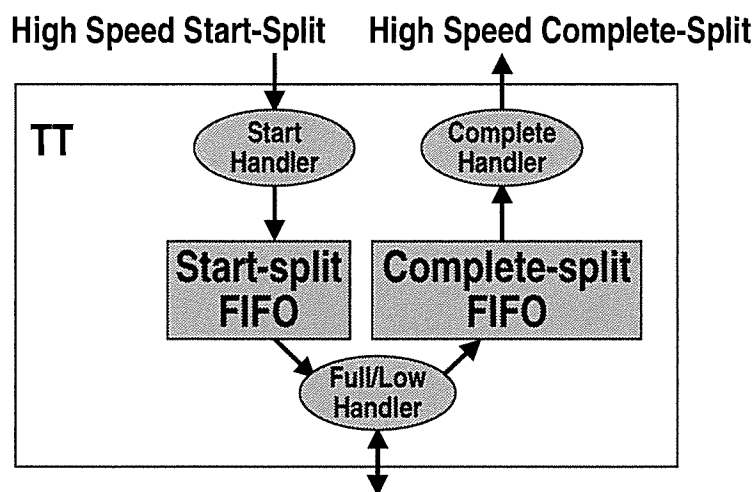 High Speed Start-Split
High Speed Complete-Split
TT
Start
Handler
Complete
Handler
Start-split
FIFO
Complete-split
FIFO
Full/Low
Handler